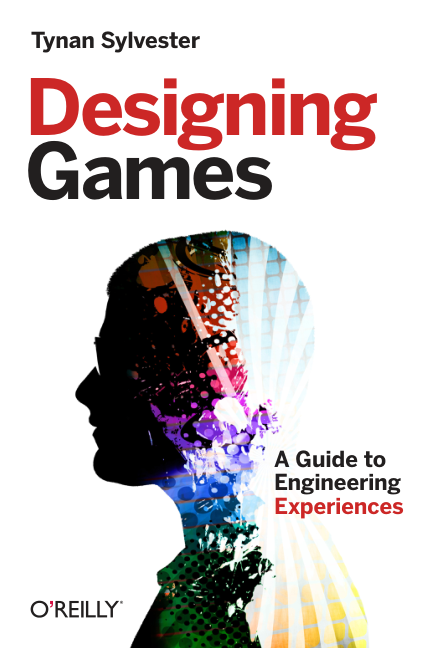 Tynan Sylvester
Designing
Games
A Guide to
Engineering
Experiences
O'REILLY®